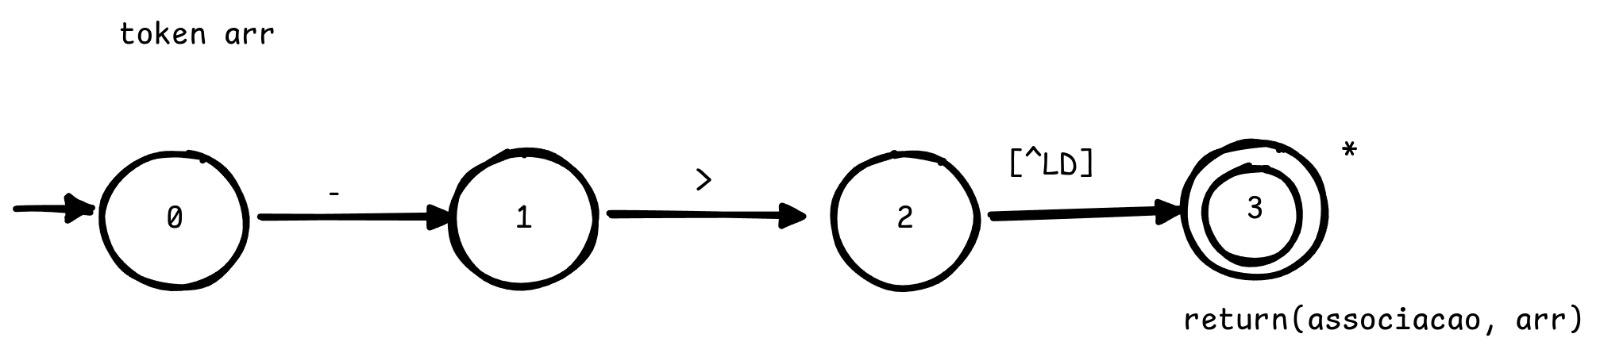 token arr
-
>
[^LD]
*
0
1
2
3
return(associacao, arr)